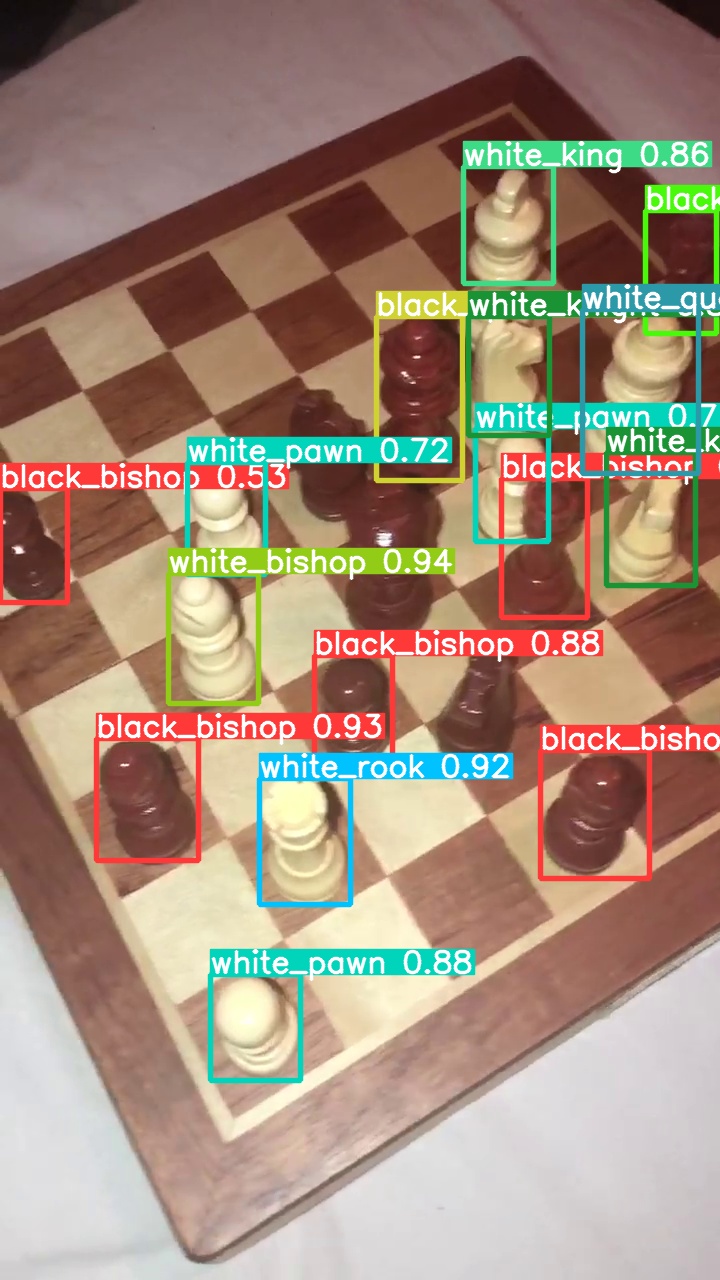 white_king 0.86
black
black_
white_knight
white_qu
white_pawn 0.7
white_k
white_pawn 0.72
black_bishop
black_bishop 0.53
white_bishop 0.94
black_bishop 0.88
black_bishop 0.93
black_bisho
white_rook 0.92
white_pawn 0.88